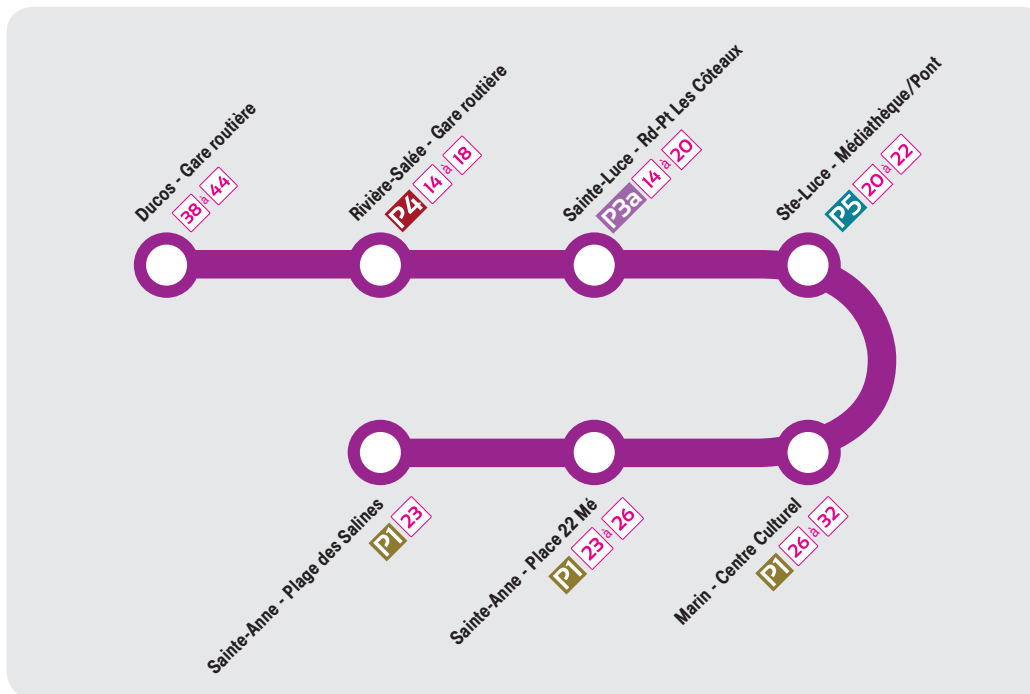 Ducos - Gare routière
38 à 44
Rivière-Salée - Gare routière
P4 14 à 18
Sainte-Luce - Rd-Pt Les Côteaux
P3a 14 à 20
Ste-Luce - Médiathèque/Pont
P5 20 à 22
Sainte-Anne - Plage des Salines
P1 23
Sainte-Anne - Place 22 Mé
P1 23 à 26
Marin - Centre Culturel
P1 26 à 32